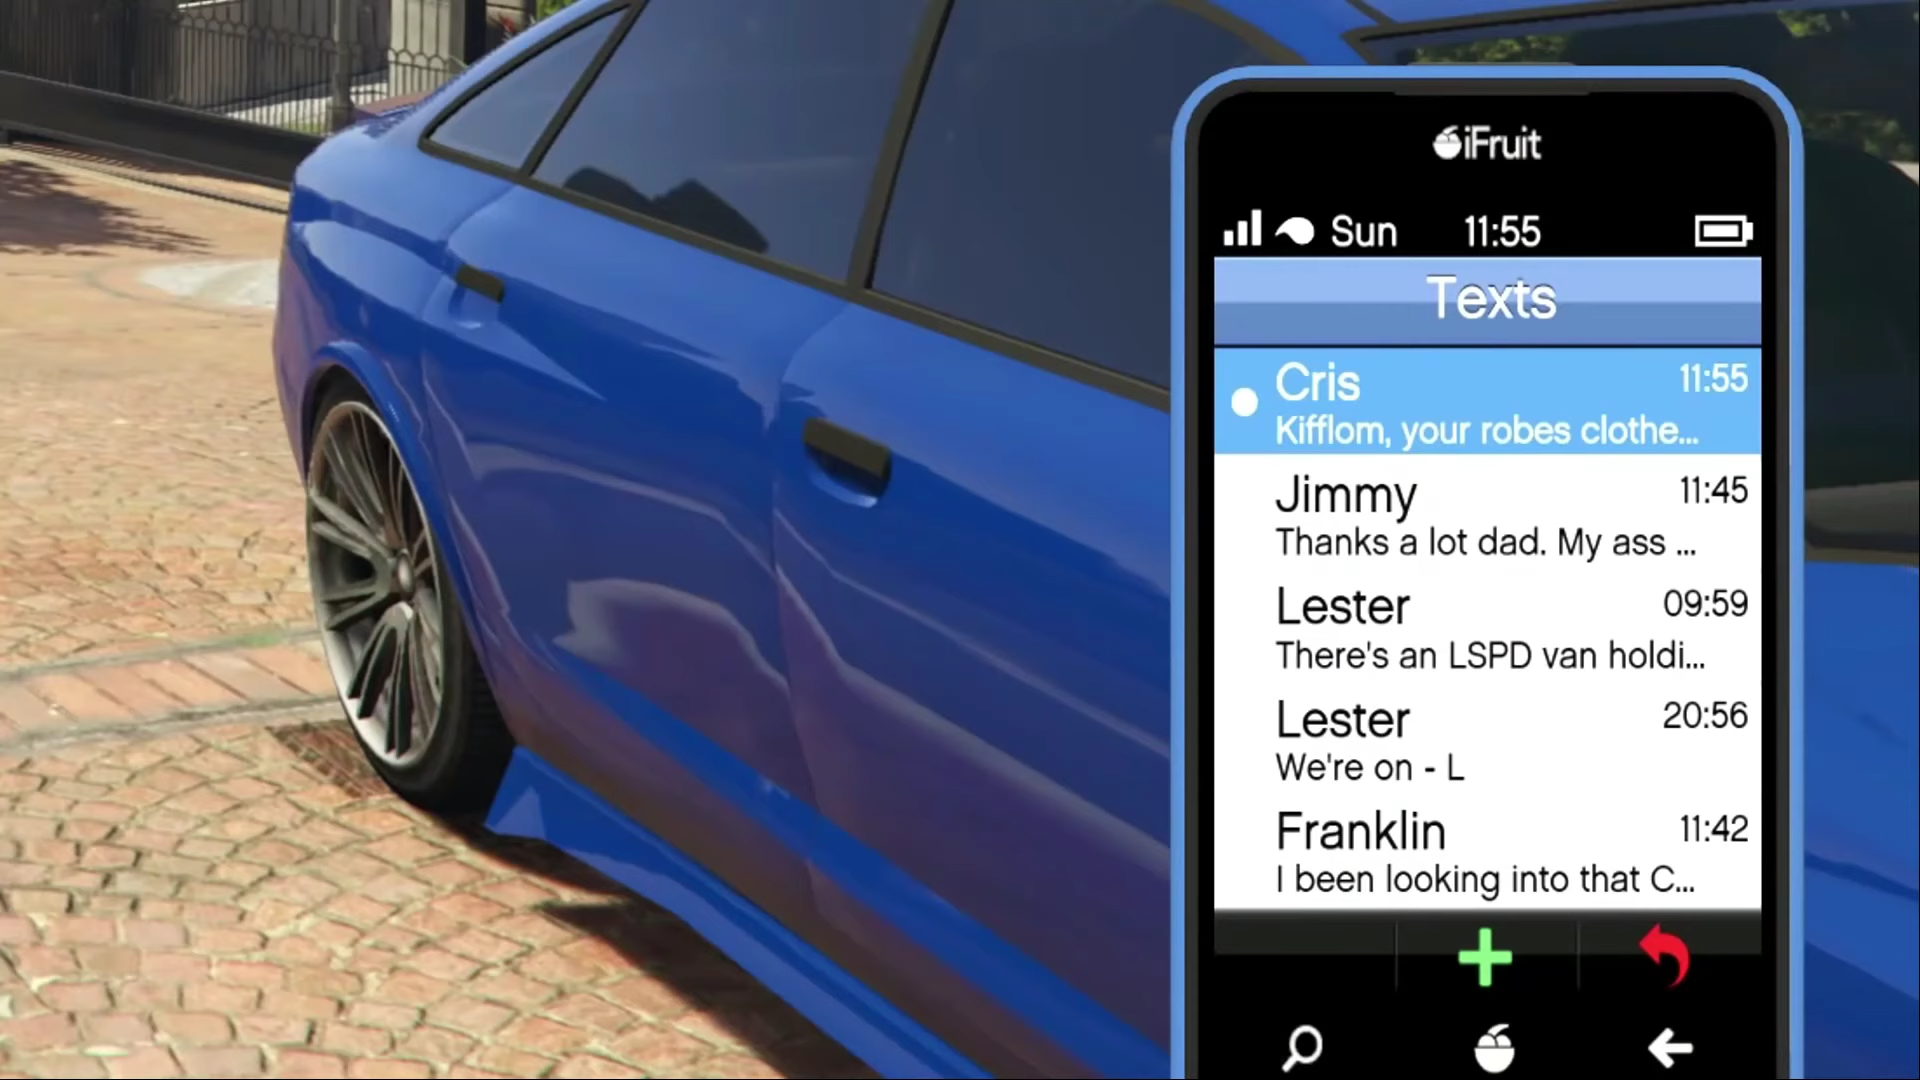 iFruit
Sun 11:55
Texts
Cris 11:55
Kifflom, your robes clothe...
Jimmy 11:45
Thanks a lot dad. My ass ...
Lester 09:59
There's an LSPD van holdi...
Lester 20:56
We're on - L
Franklin 11:42
I been looking into that C...